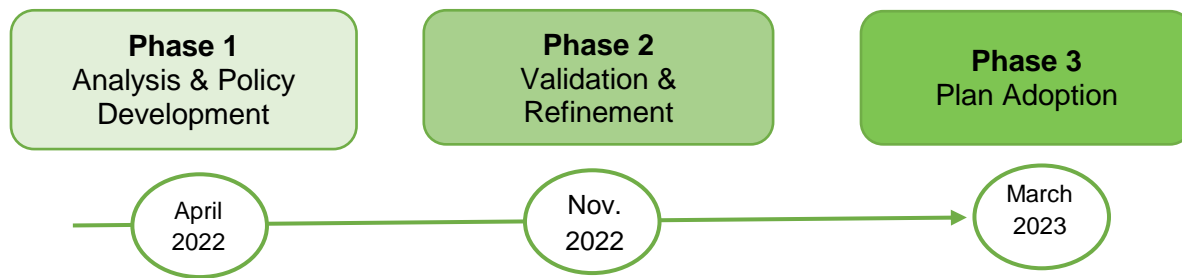 Phase 1
Analysis & Policy
Development
Phase 2
Validation &
Refinement
Phase 3
Plan Adoption
April
2022
Nov.
2022
March
2023